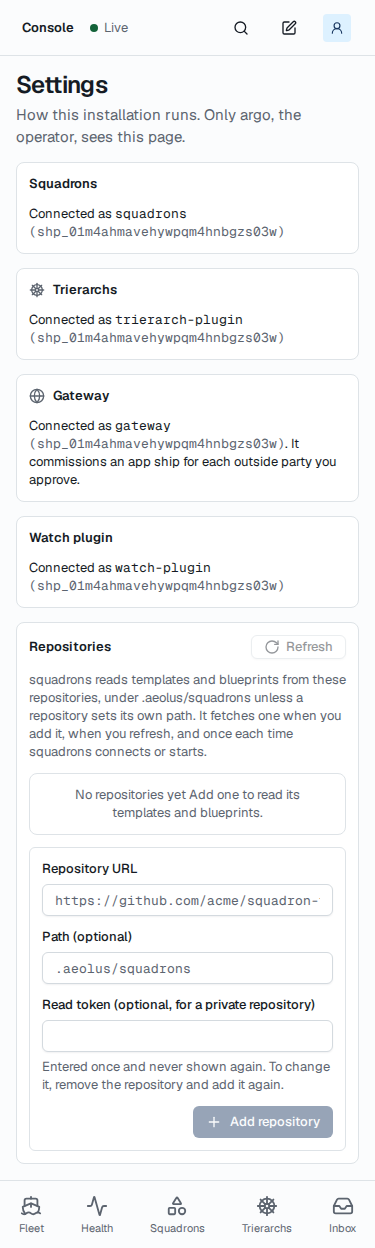 Console Live
Settings
How this installation runs. Only argo, the
operator, sees this page.
Squadrons
Connected as squadrons
(shp_01m4ahmavehywpqm4hnbgzs03w)
Trierarchs
Connected as trierarch-plugin
(shp_01m4ahmavehywpqm4hnbgzs03w)
Gateway
Connected as gateway
(shp_01m4ahmavehywpqm4hnbgzs03w). It
commissions an app ship for each outside party you
approve.
Watch plugin
Connected as watch-plugin
(shp_01m4ahmavehywpqm4hnbgzs03w)
Repositories Refresh
squadrons reads templates and blueprints from these
repositories, under .aeolus/squadrons unless a
repository sets its own path. It fetches one when you
add it, when you refresh, and once each time
squadrons connects or starts.
No repositories yet Add one to read its
templates and blueprints.
Repository URL
https://github.com/acme/squadron-
Path (optional)
.aeolus/squadrons
Read token (optional, for a private repository)
Entered once and never shown again. To change
it, remove the repository and add it again.
Add repository
Fleet Health Squadrons Trierarchs Inbox